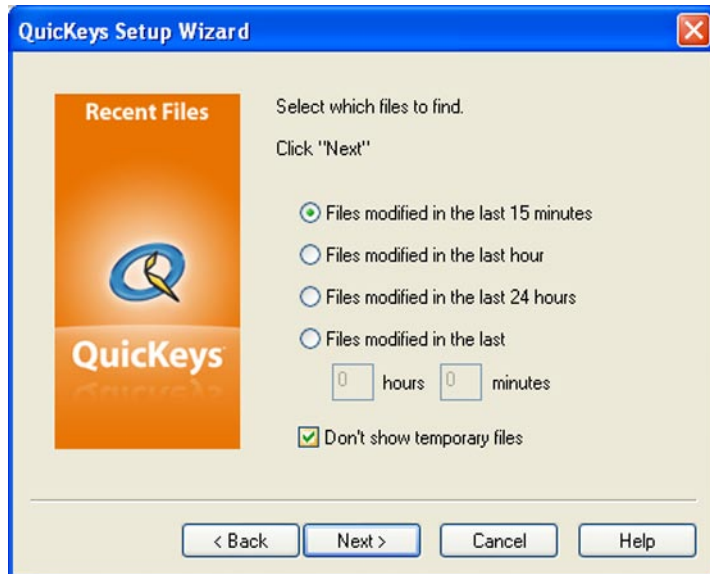 QuicKeys Setup Wizard
Recent Files
QuicKeys
Select which files to find.
Click "Next"
Files modified in the last 15 minutes
Files modified in the last hour
Files modified in the last 24 hours
Files modified in the last
0 hours 0 minutes
Don't show temporary files
< Back Next > Cancel Help